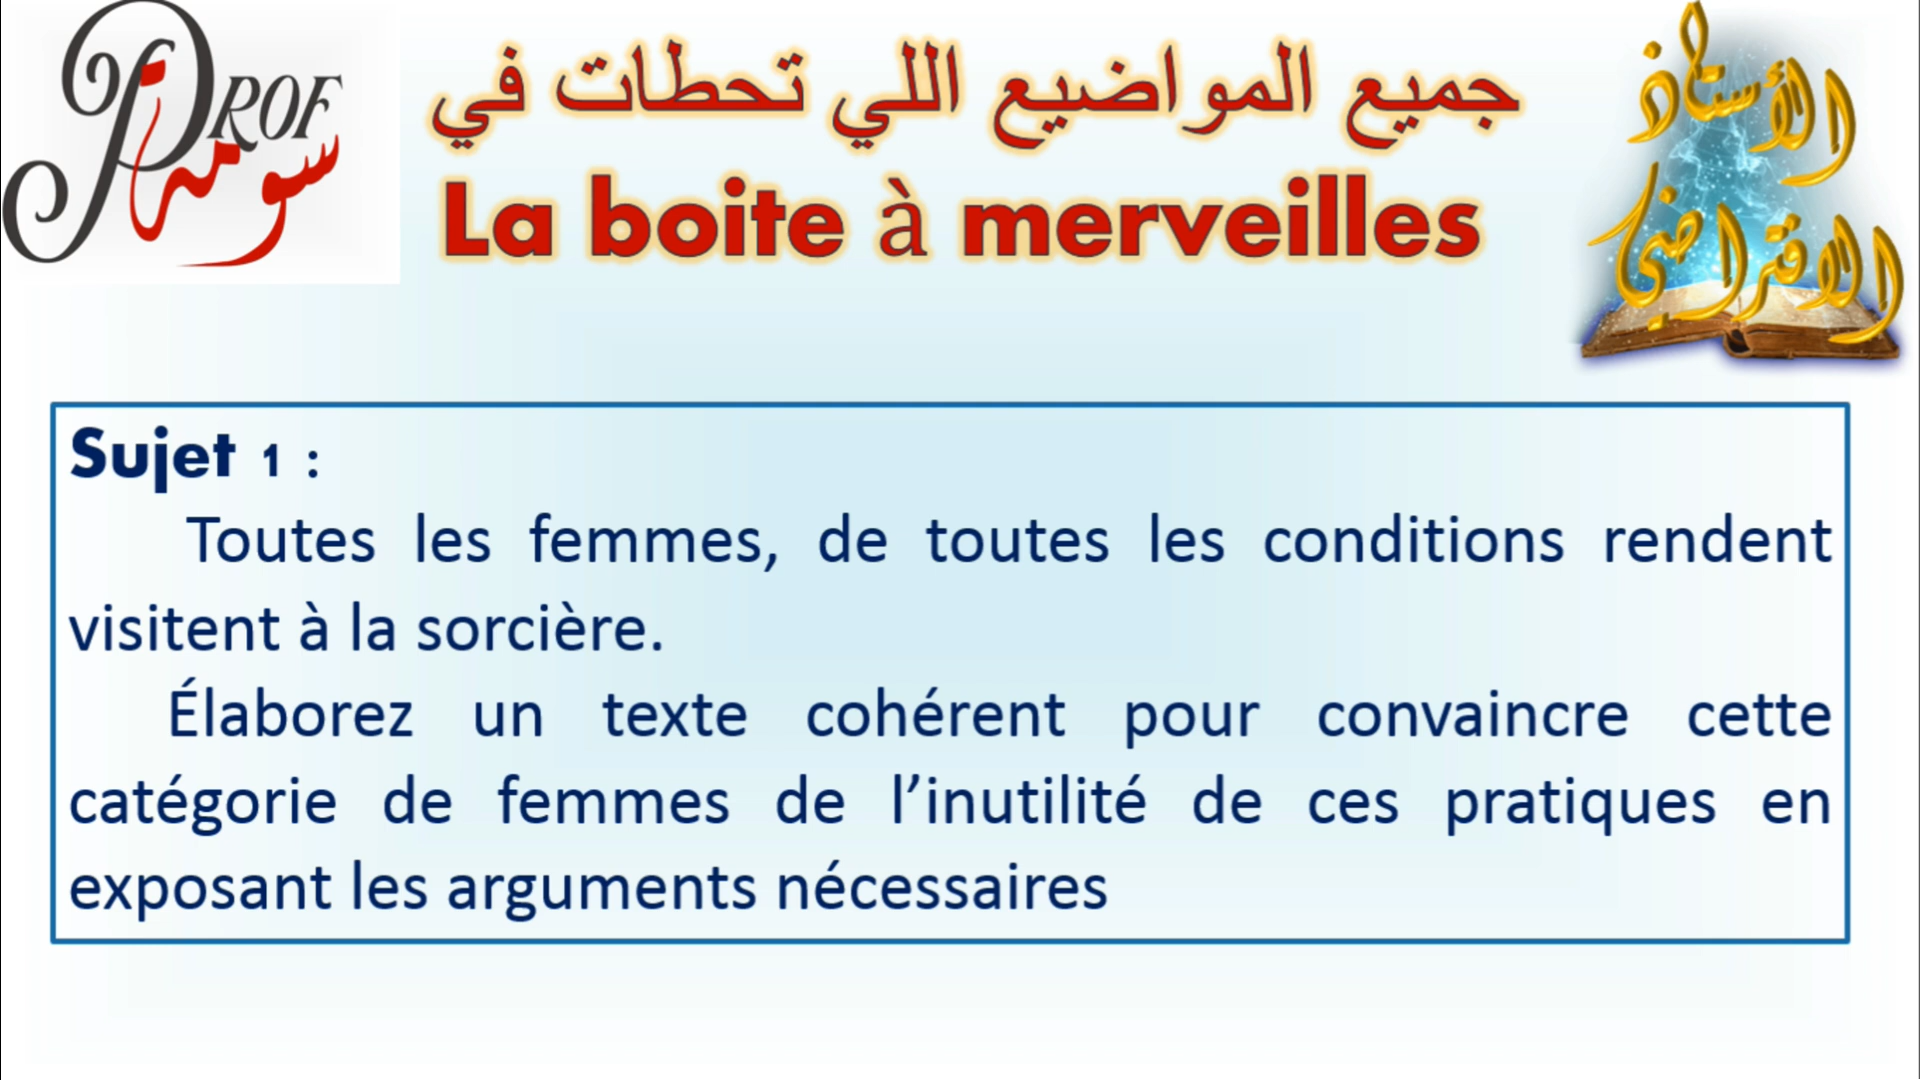 PROF سومة
جميع المواضيع اللي تحطات في
La boite à merveilles
الأستاذ
الافتراضي
Sujet 1 :
Toutes les femmes, de toutes les conditions rendent
visitent à la sorcière.
Élaborez un texte cohérent pour convaincre cette
catégorie de femmes de l’inutilité de ces pratiques en
exposant les arguments nécessaires